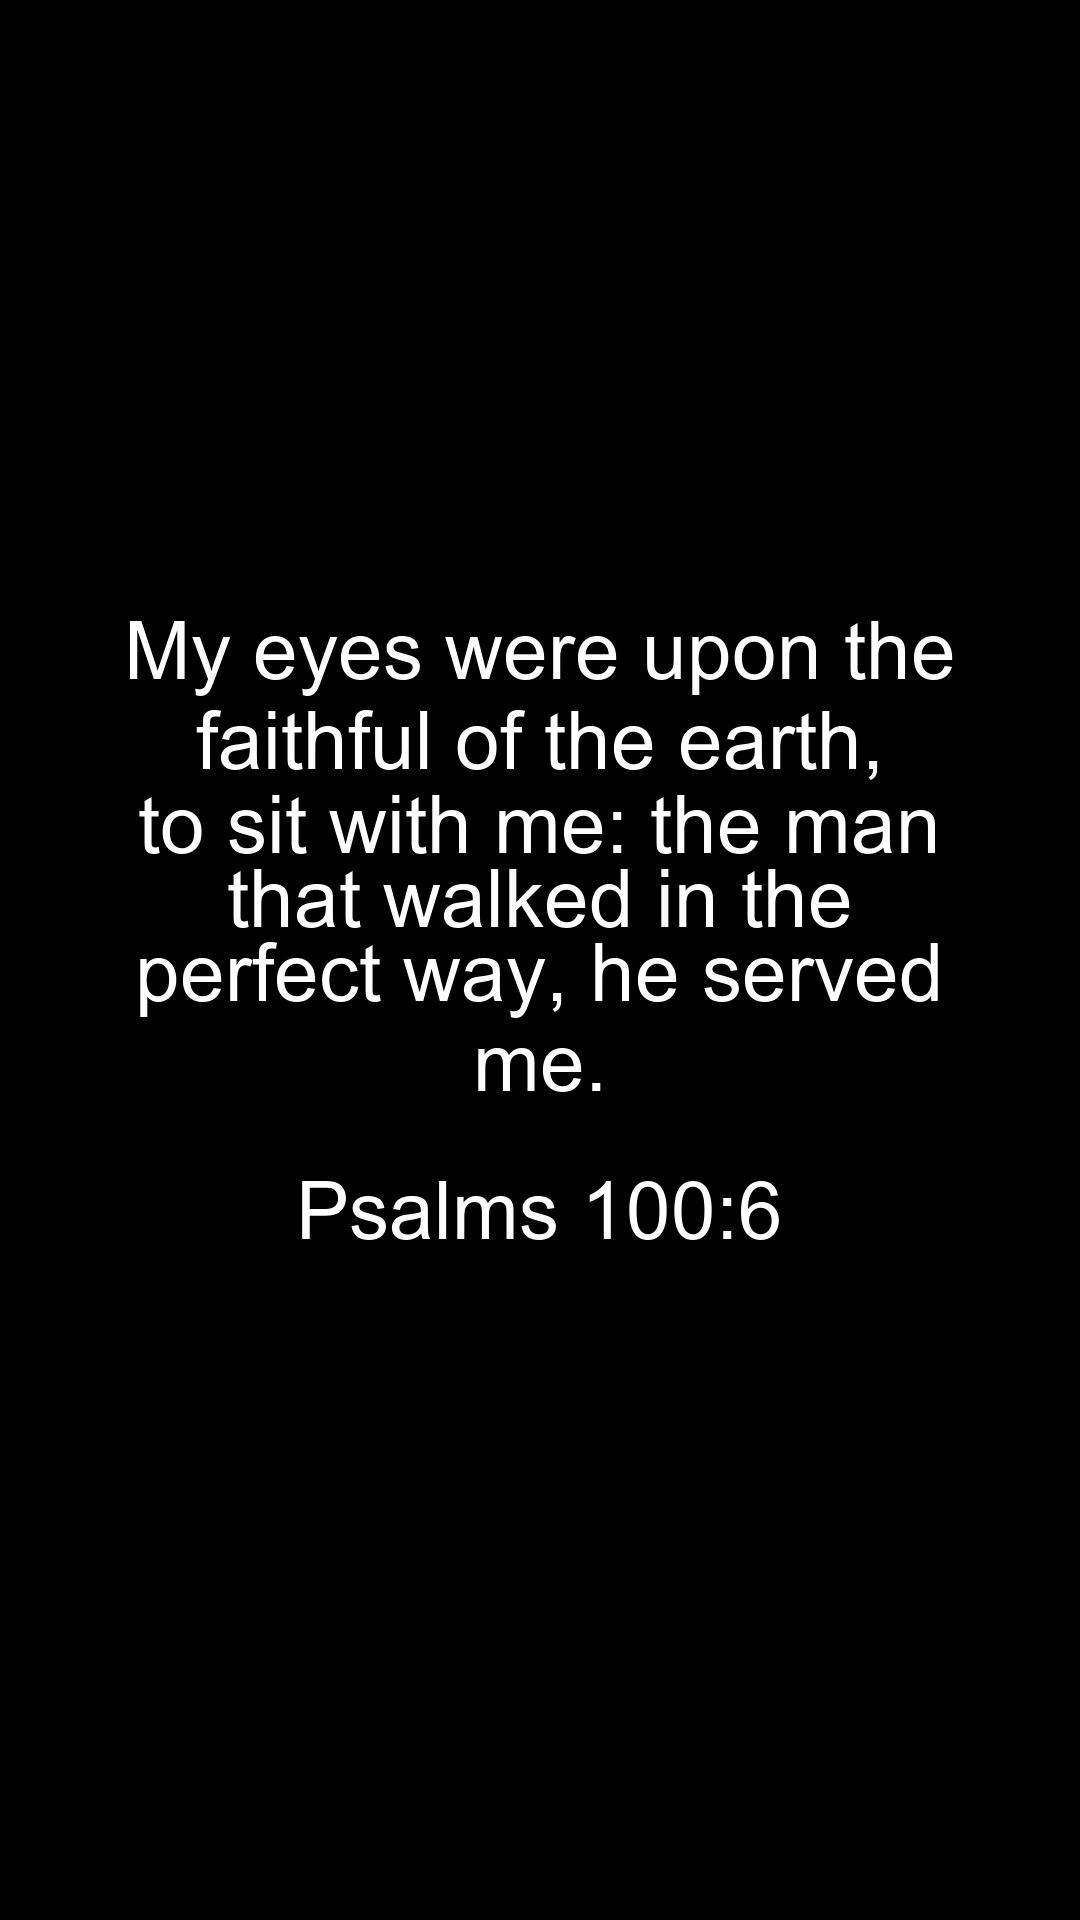 My eyes were upon the
faithful of the earth,
to sit with me: the man
that walked in the
perfect way, he served
me.
Psalms 100:6